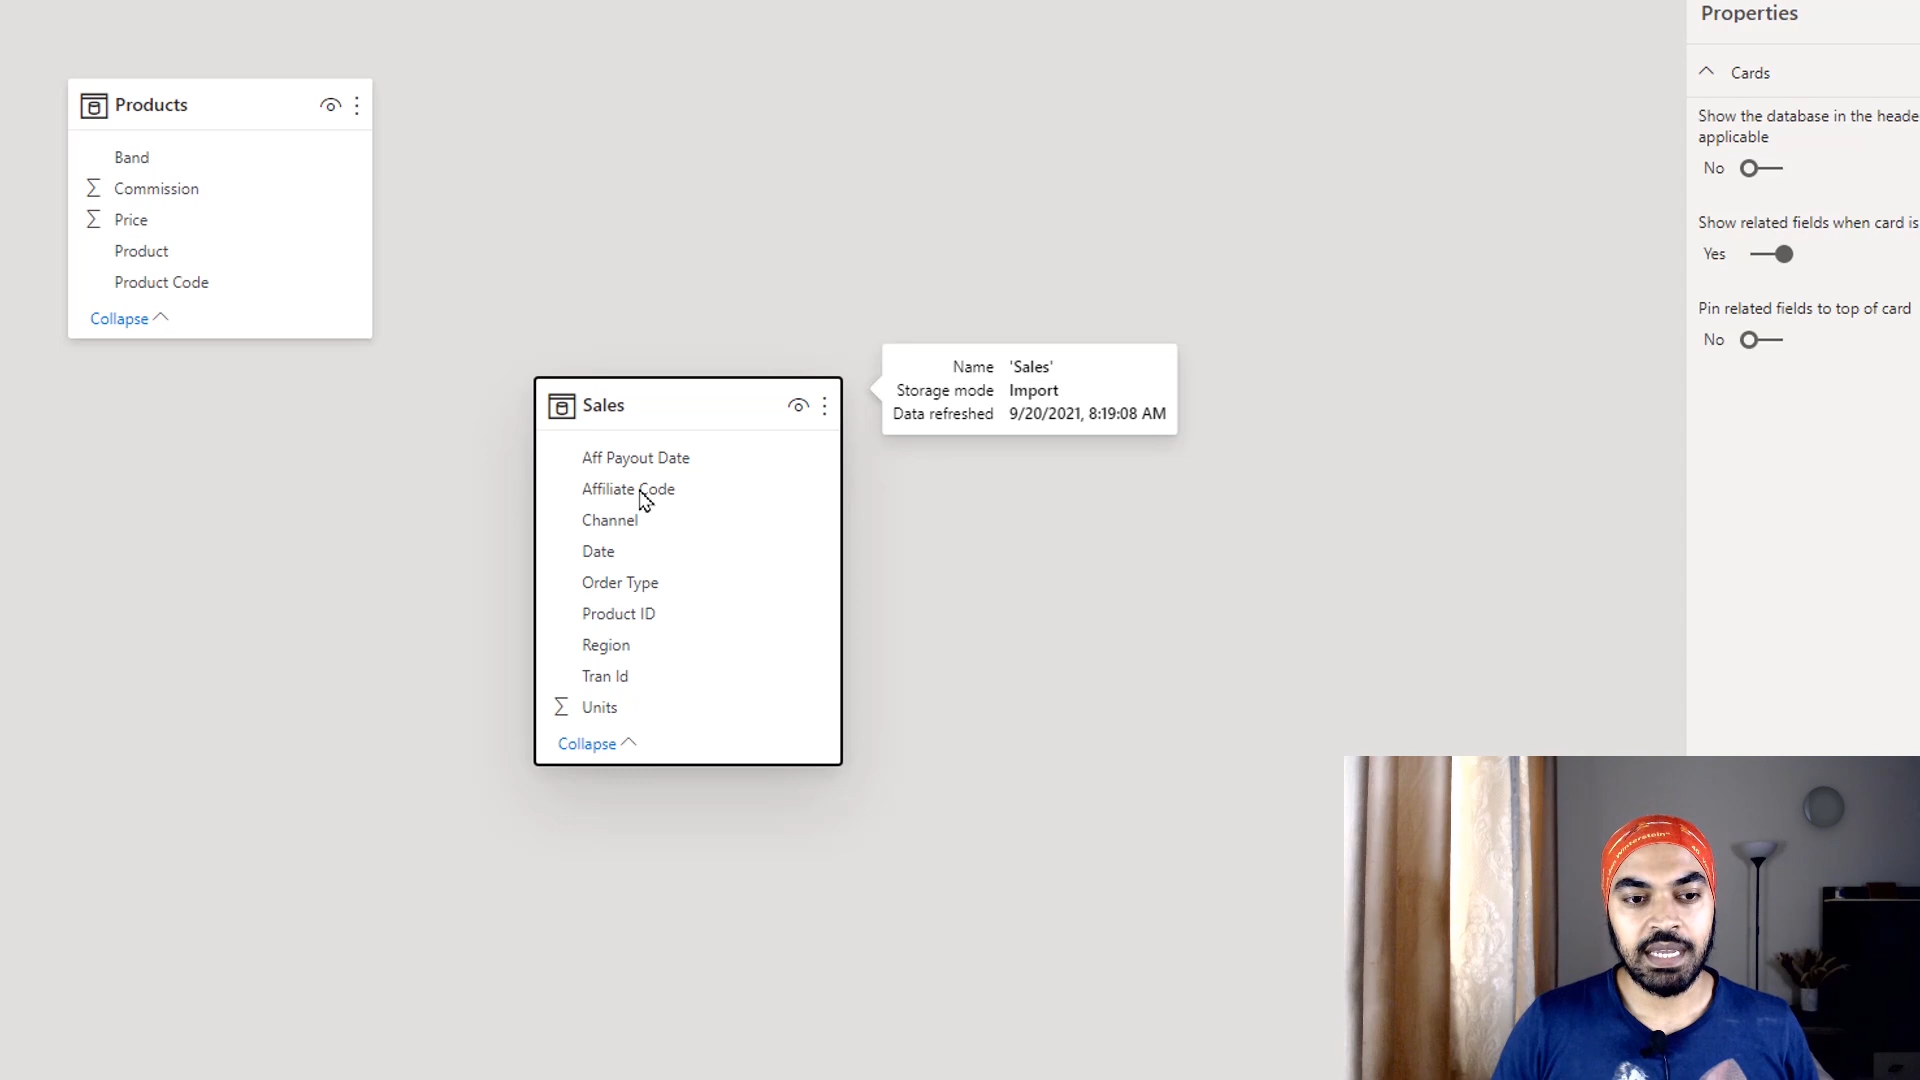 Properties
Cards
Show the database in the heade
applicable
No
Show related fields when card is
Yes
Pin related fields to top of card
No
Products
Band
Commission
Price
Product
Product Code
Collapse
Name 'Sales'
Storage mode Import
Data refreshed 9/20/2021, 8:19:08 AM
Sales
Aff Payout Date
Affiliate Code
Channel
Date
Order Type
Product ID
Region
Tran Id
Units
Collapse